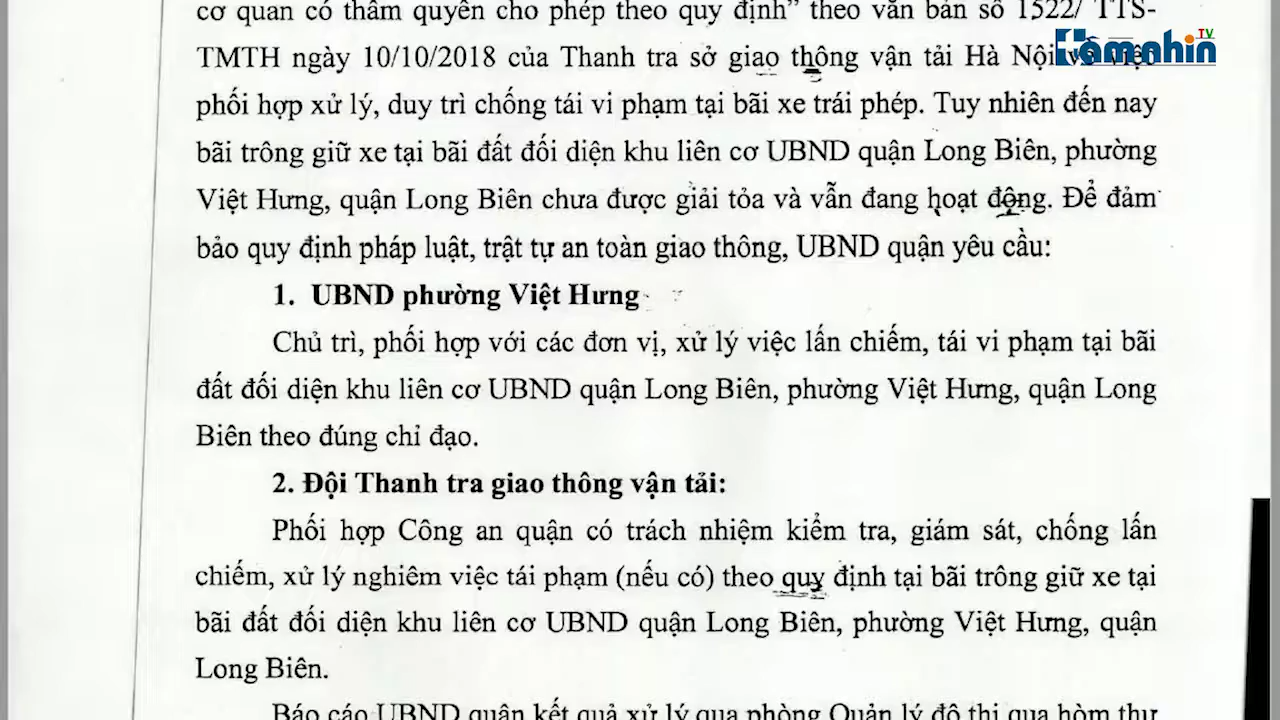 cơ quan có thẩm quyền cho phép theo quy định” theo văn bản số 1522/ TTS-
TMTH ngày 10/10/2018 của Thanh tra sở giao thông vận tải Hà Nội về việc
phối hợp xử lý, duy trì chống tái vi phạm tại bãi xe trái phép. Tuy nhiên đến nay
bãi trông giữ xe tại bãi đất đối diện khu liên cơ UBND quận Long Biên, phường
Việt Hưng, quận Long Biên chưa được giải tỏa và vẫn đang hoạt động. Để đảm
bảo quy định pháp luật, trật tự an toàn giao thông, UBND quận yêu cầu:
1. UBND phường Việt Hưng
Chủ trì, phối hợp với các đơn vị, xử lý việc lấn chiếm, tái vi phạm tại bãi
đất đối diện khu liên cơ UBND quận Long Biên, phường Việt Hưng, quận Long
Biên theo đúng chỉ đạo.
2. Đội Thanh tra giao thông vận tải:
Phối hợp Công an quận có trách nhiệm kiểm tra, giám sát, chống lấn
chiếm, xử lý nghiêm việc tái phạm (nếu có) theo quy định tại bãi trông giữ xe tại
bãi đất đối diện khu liên cơ UBND quận Long Biên, phường Việt Hưng, quận
Long Biên.
Báo cáo UBND quận kết quả xử lý qua phòng Quản lý đô thị qua hòm thư
Hamnhin TV